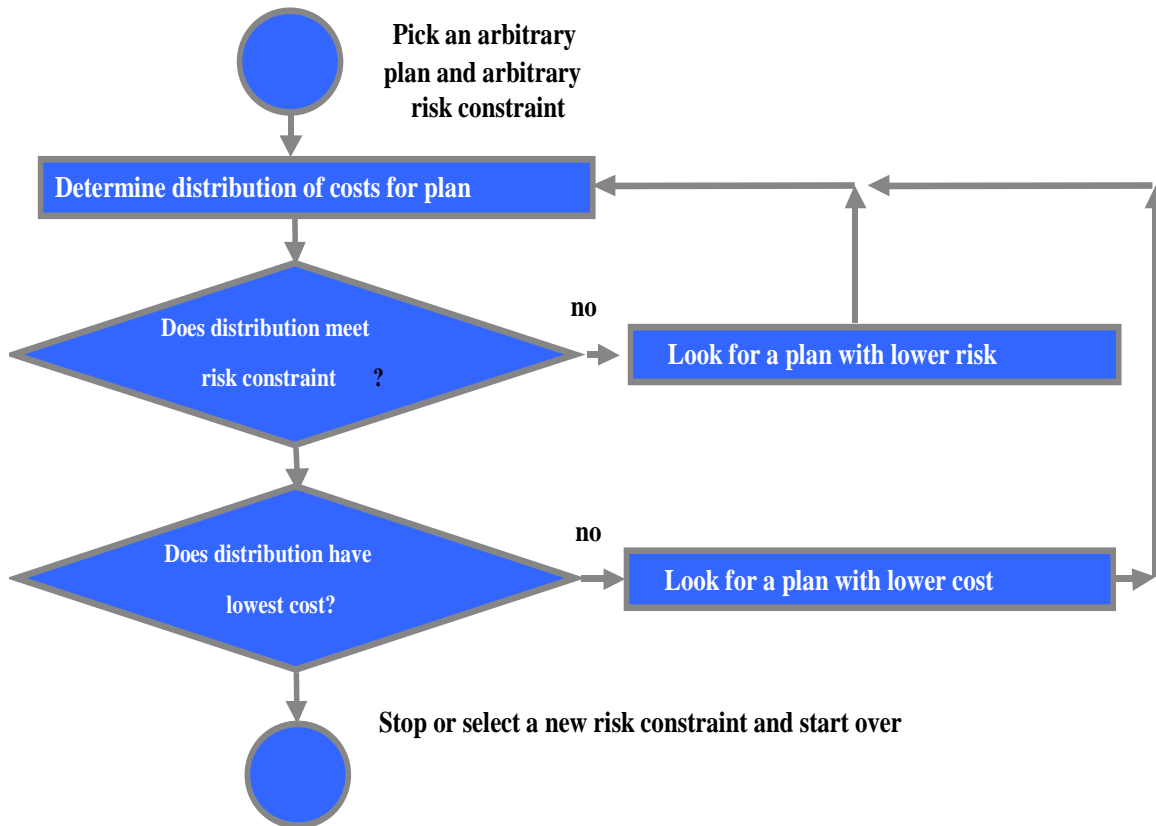 Pick an arbitrary
plan and arbitrary
risk constraint
Determine distribution of costs for plan
Does distribution meet
risk constraint ?
no
Look for a plan with lower risk
Does distribution have
lowest cost?
no
Look for a plan with lower cost
Stop or select a new risk constraint and start over